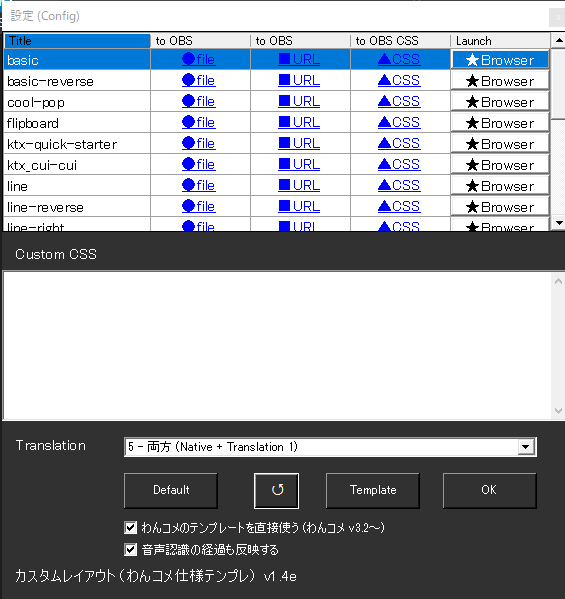 設定 (Config)
Title to OBS to OBS to OBS CSS Launch
basic ●file ■URL ▲CSS ★Browser
basic-reverse ●file ■URL ▲CSS ★Browser
cool-pop ●file ■URL ▲CSS ★Browser
flipboard ●file ■URL ▲CSS ★Browser
ktx-quick-starter ●file ■URL ▲CSS ★Browser
ktx_cui-cui ●file ■URL ▲CSS ★Browser
line ●file ■URL ▲CSS ★Browser
line-reverse ●file ■URL ▲CSS ★Browser
line-right ●file ■URL ▲CSS ★Browser
Custom CSS
Translation 5 - 両方 (Native + Translation 1)
Default ↺ Template OK
わんコメのテンプレートを直接使う(わんコメ v3.2～)
音声認識の経過も反映する
カスタムレイアウト(わんコメ仕様テンプレ) v1.4e